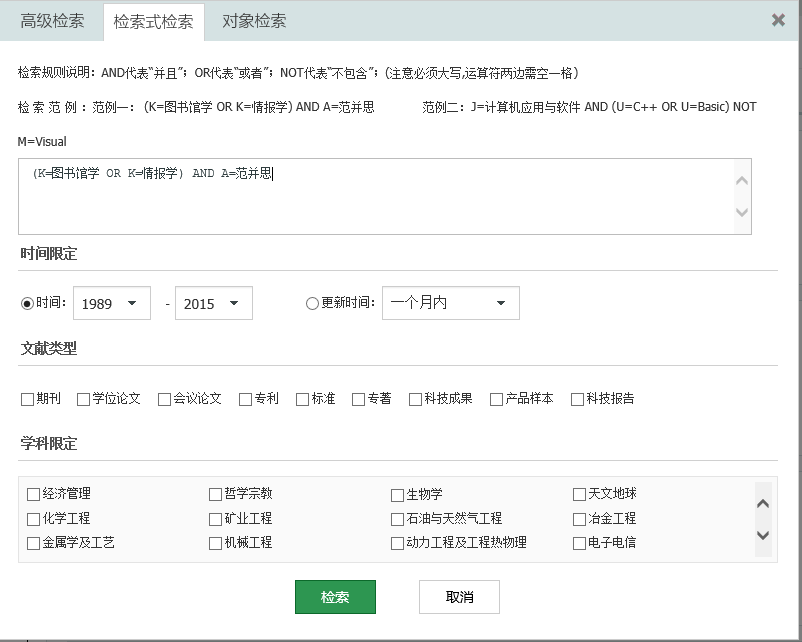 高级检索 检索式检索 对象检索
检索规则说明：AND代表“并且”；OR代表“或者”；NOT代表“不包含”；(注意必须大写,运算符两边需空一格)
检 索 范 例 ：范例一： (K=图书馆学 OR K=情报学) AND A=范并思 范例二：J=计算机应用与软件 AND (U=C++ OR U=Basic) NOT
M=Visual
(K=图书馆学 OR K=情报学) AND A=范并思
时间限定
时间： 1989 - 2015 更新时间： 一个月内
文献类型
期刊 学位论文 会议论文 专利 标准 专著 科技成果 产品样本 科技报告
学科限定
经济管理 哲学宗教 生物学 天文地球
化学工程 矿业工程 石油与天然气工程 冶金工程
金属学及工艺 机械工程 动力工程及工程热物理 电子电信
检索 取消